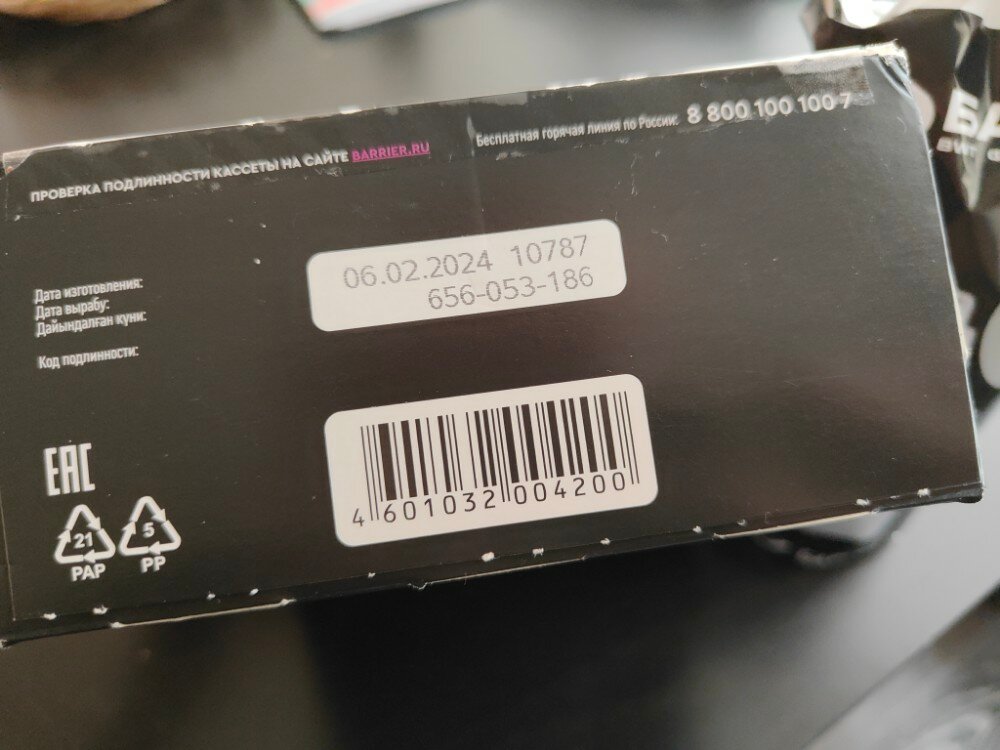 ПРОВЕРКА ПОДЛИННОСТИ КАССЕТЫ НА САЙТЕ BARRIER.RU
Бесплатная горячая линия по России: 8 800 100 100 7
06.02.2024 10787
656-053-186
Дата изготовления:
Дата вырабу:
Дайындалған күни:
Код подлинности:
4 601032 004200
EAC
21
PAP
5
PP